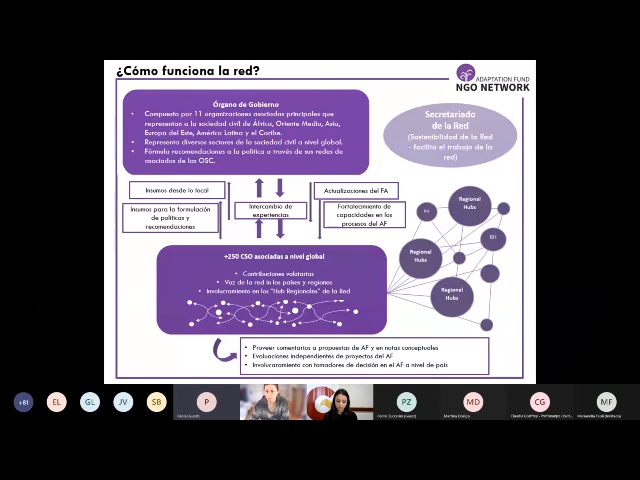 ¿Cómo funciona la red?
ADAPTATION FUND
NGO NETWORK
Órgano de Gobierno
• Compuesto por 11 organizaciones asociadas principales que
representan a la sociedad civil de África, Oriente Medio, Asia,
Europa del Este, América Latina y el Caribe.
• Representa diversos sectores de la sociedad civil a nivel global.
• Fórmula recomendaciones a la política a través de sus redes de
asociados de las OSC.
Secretariado
de la Red
(Sostenibilidad de la Red
- facilita el trabajo de la
red)
Insumos desde lo local
Insumos para la formulación
de políticas y
recomendaciones
Intercambio de
experiencias
Actualizaciones del FA
Fortalecimiento de
capacidades en los
procesos del AF
Regional
Hubs
RH
Regional
Hubs
Regional
Hubs
+250 CSO asociadas a nivel global
• Contribuciones voluntarias
• Voz de la red en los países y regiones
• Involucramiento en los "Hub Regionales" de la Red
• Proveer comentarios a propuestas de AF y en notas conceptuales
• Evaluaciones independientes de proyectos del AF
• Involucraramiento con tomadores de decisión en el AF a nivel de país
+81
EL
GL
JV
SB
P
PZ
MD
CG
MF